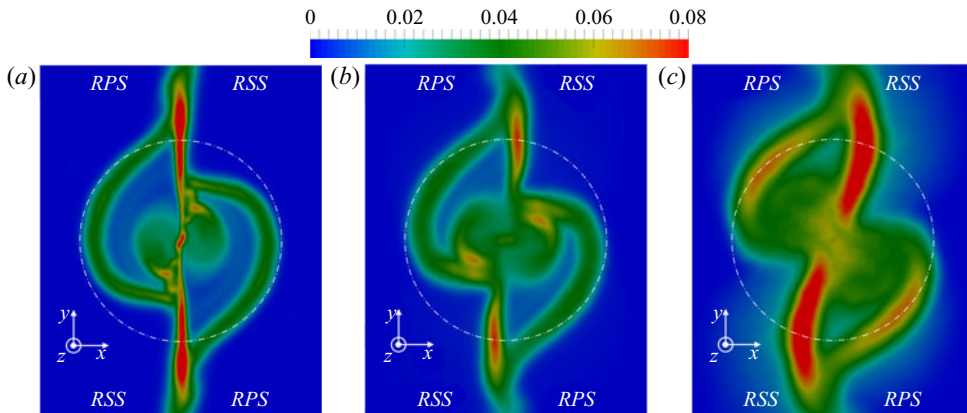 0 0.02 0.04 0.06 0.08
(a) RPS RSS (b) RPS RSS (c) RPS RSS
y y y
z x z x z x
RSS RPS RSS RPS RSS RPS